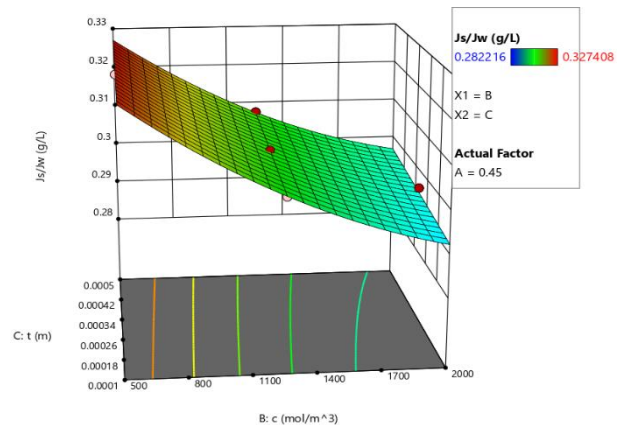 0.33
0.32
0.31
0.3
0.29
0.28
Js/Jw (g/L)
0.0005
0.00042
0.00034
0.00026
0.00018
0.0001
C: t (m)
500
800
1100
1400
1700
2000
B: c (mol/m^3)
Js/Jw (g/L)
0.282216 0.327408
X1 = B
X2 = C
Actual Factor
A = 0.45